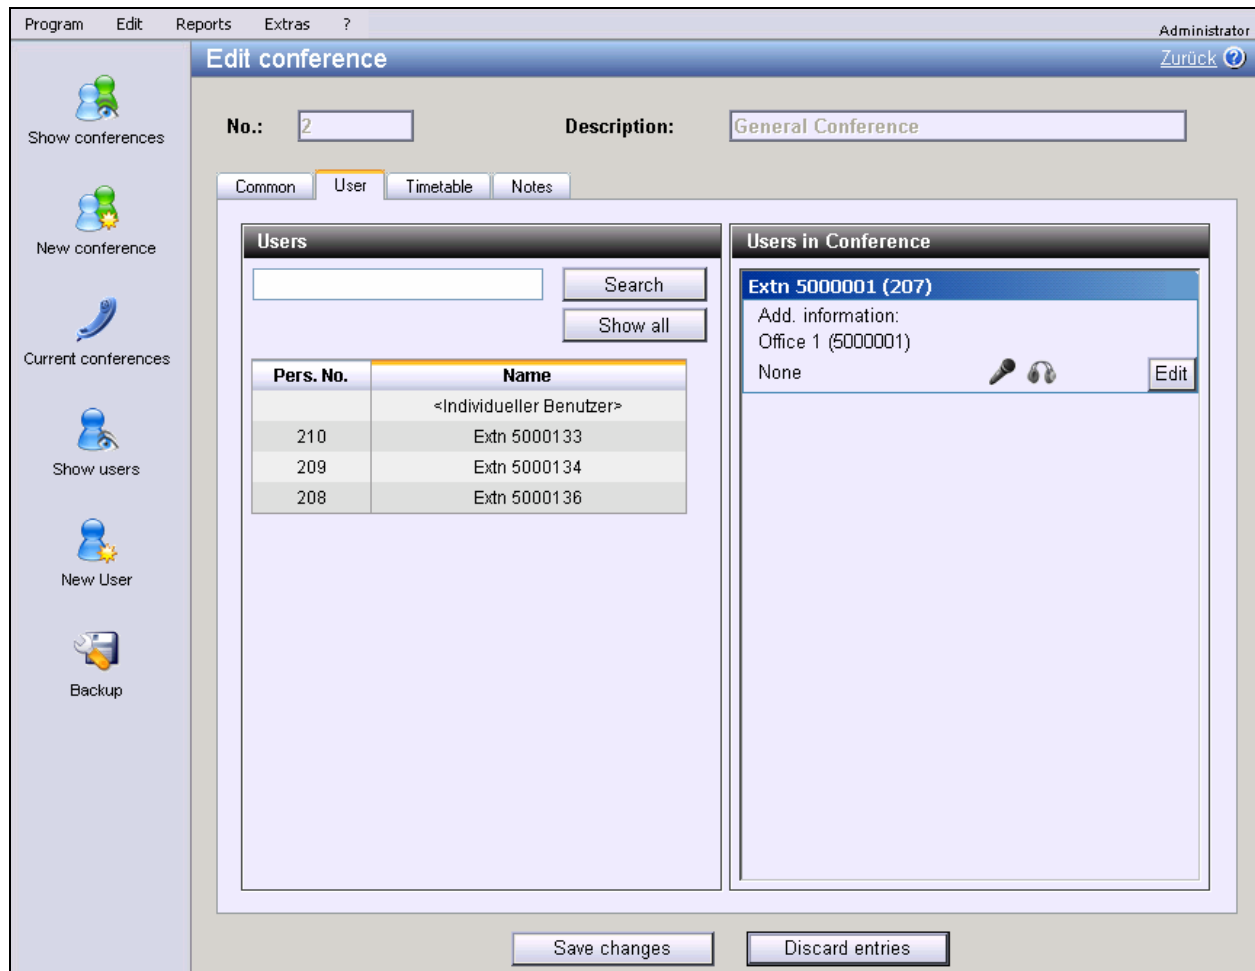 Program Edit Reports Extras ?
Administrator
Edit conference
Zurück ?
Show conferences
New conference
Current conferences
Show users
New User
Backup
No.: 2 Description: General Conference
Common User Timetable Notes
Users
Search
Show all
Pers. No. Name
<Individueller Benutzer>
210 Extn 5000133
209 Extn 5000134
208 Extn 5000136
Users in Conference
Extn 5000001 (207)
Add. information:
Office 1 (5000001)
None Edit
Save changes Discard entries